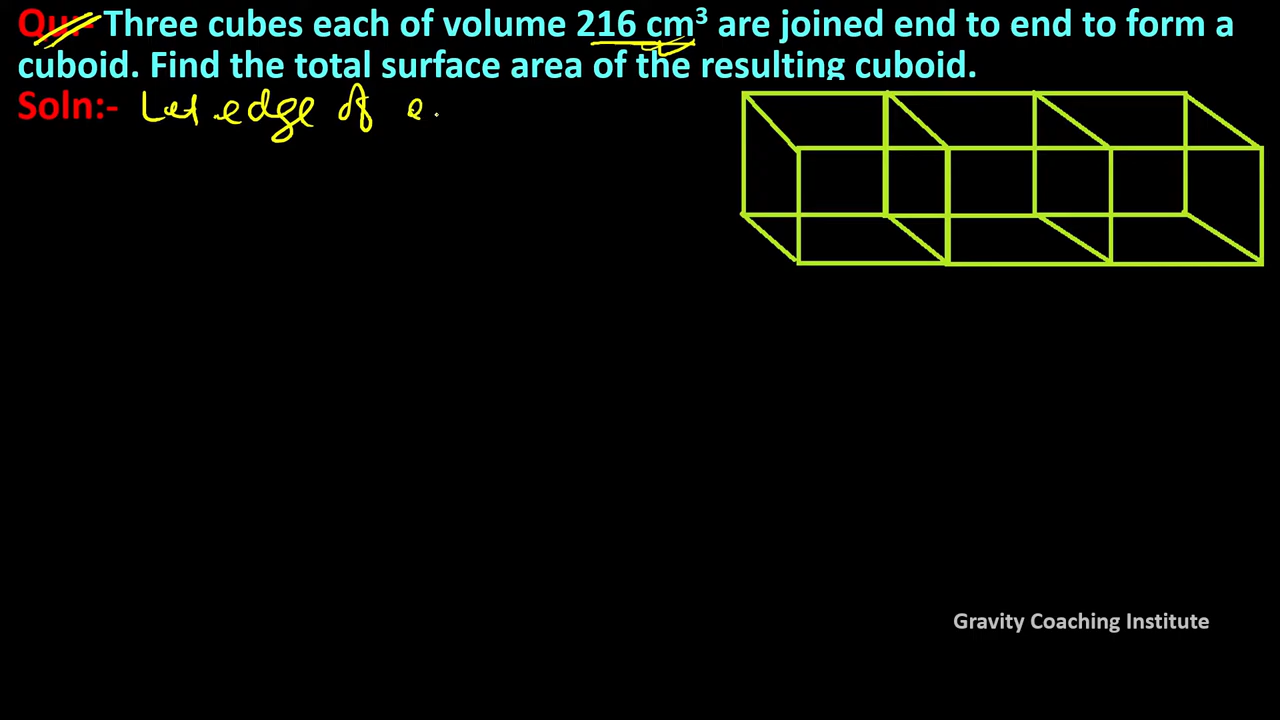 Qu:- Three cubes each of volume 216 cm³ are joined end to end to form a
cuboid. Find the total surface area of the resulting cuboid.
Soln:- Let edge of
Gravity Coaching Institute